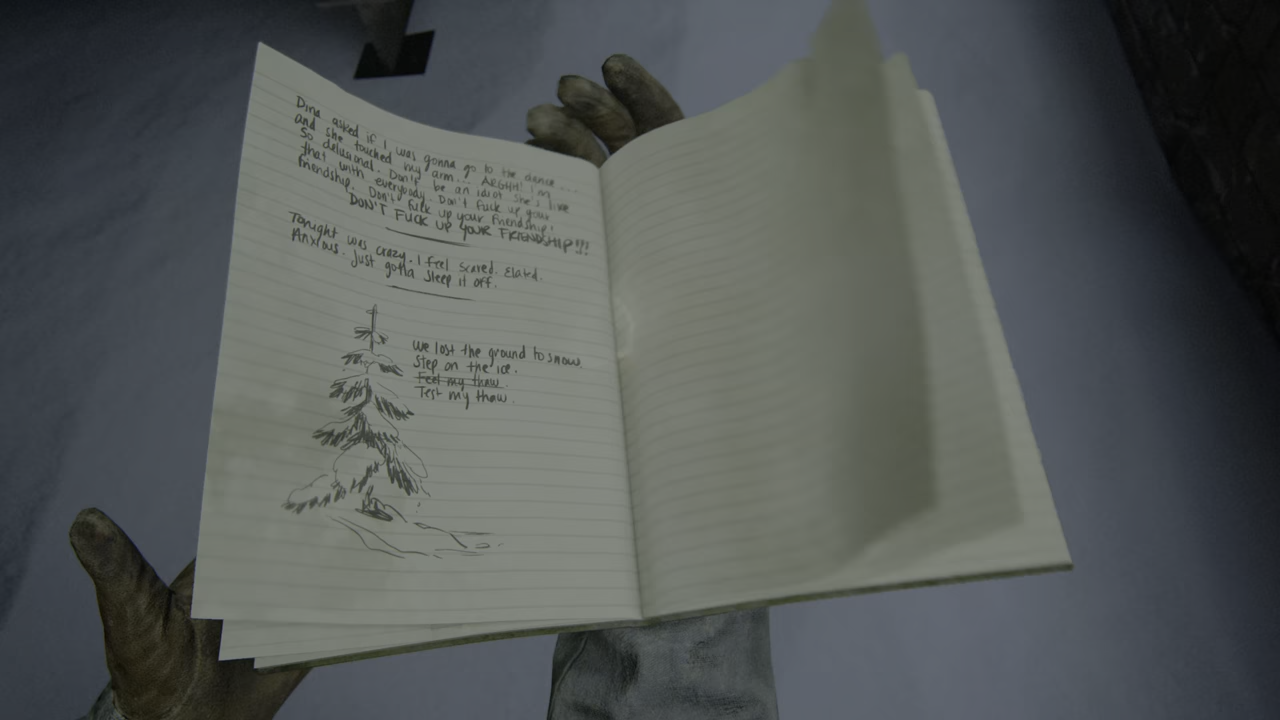 Dina asked if I was gonna go to the dance....
and she touched my arm... ARGHH! I'm
so delusional. Don't be an idiot she's like
that with everybody. Don't fuck up your
friendship. Don't fuck up your friendship!
DON'T FUCK UP YOUR FRIENDSHIP!!!
Tonight was crazy. I feel scared. Elated.
Anxious. Just gotta sleep it off.
We lost the ground to snow.
Step on the ice.
Feel my thaw.
Test my thaw.